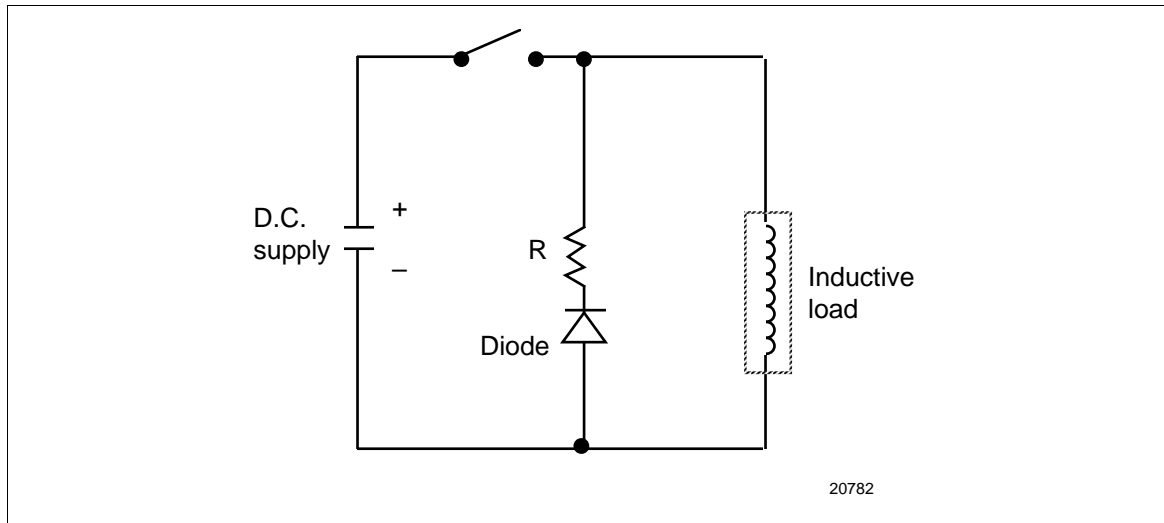 D.C.
supply
+
–
R
Diode
Inductive
load
20782